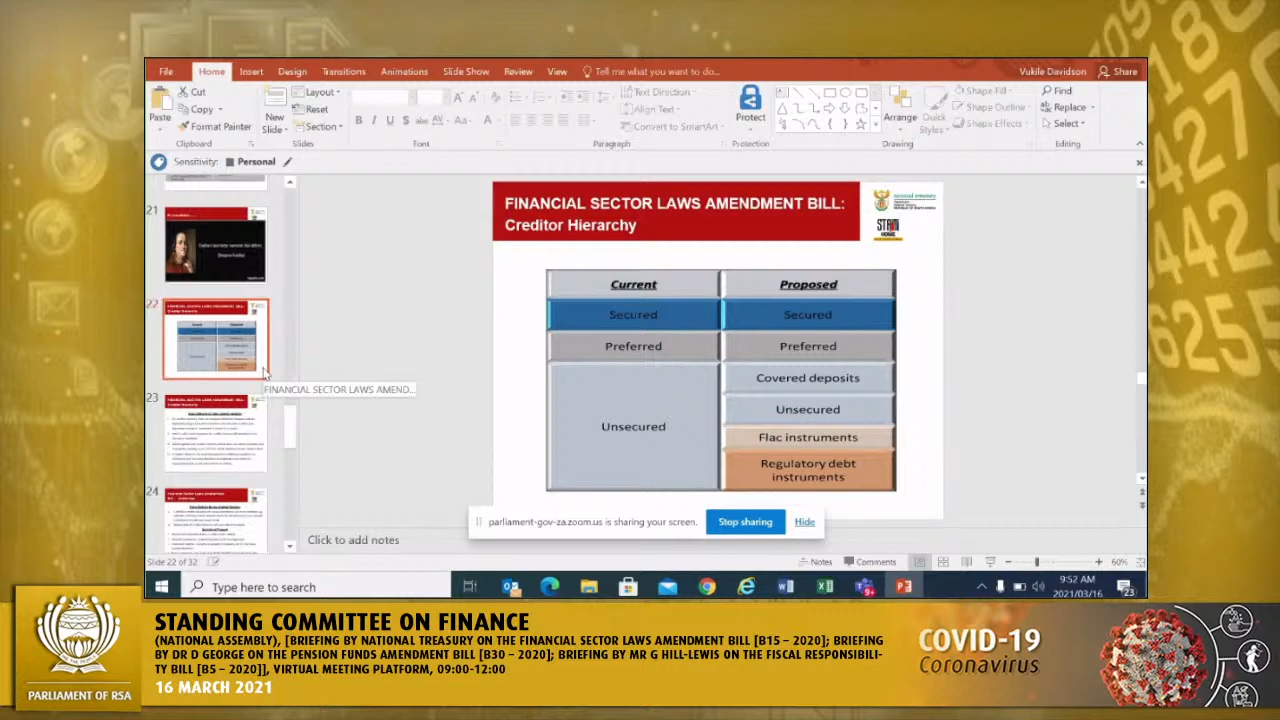 File Home Insert Design Transitions Animations Slide Show Review View Tell me what you want to do... Vukile Davidson Share
Cut Layout Text Direction Shape Fill Find
Copy Reset Align Text Shape Outline Replace
Paste Format Painter New Slide Section Convert to SmartArt Protect Arrange Quick Styles Shape Effects Select
Clipboard Slides Font Paragraph Protection Drawing Editing
Sensitivity: Personal
21
22
FINANCIAL SECTOR LAWS AMEND...
23
24
FINANCIAL SECTOR LAWS AMENDMENT BILL:
Creditor Hierarchy
national treasury
REPUBLIC OF SOUTH AFRICA
Current Proposed
Secured Secured
Preferred Preferred
Unsecured
Covered deposits
Unsecured
Flac instruments
Regulatory debt
instruments
parliament-gov-za.zoom.us is sharing your screen. Stop sharing Hide
Click to add notes
Slide 22 of 32 Notes Comments 60%
Type here to search 9:52 AM
2021/03/16 23
STANDING COMMITTEE ON FINANCE
(NATIONAL ASSEMBLY), [BRIEFING BY NATIONAL TREASURY ON THE FINANCIAL SECTOR LAWS AMENDMENT BILL [B15 – 2020]; BRIEFING
BY DR D GEORGE ON THE PENSION FUNDS AMENDMENT BILL [B30 – 2020]; BRIEFING BY MR G HILL-LEWIS ON THE FISCAL RESPONSIBILI-
TY BILL [B5 – 2020]], VIRTUAL MEETING PLATFORM, 09:00-12:00
16 MARCH 2021
PARLIAMENT OF RSA
COVID-19
Coronavirus